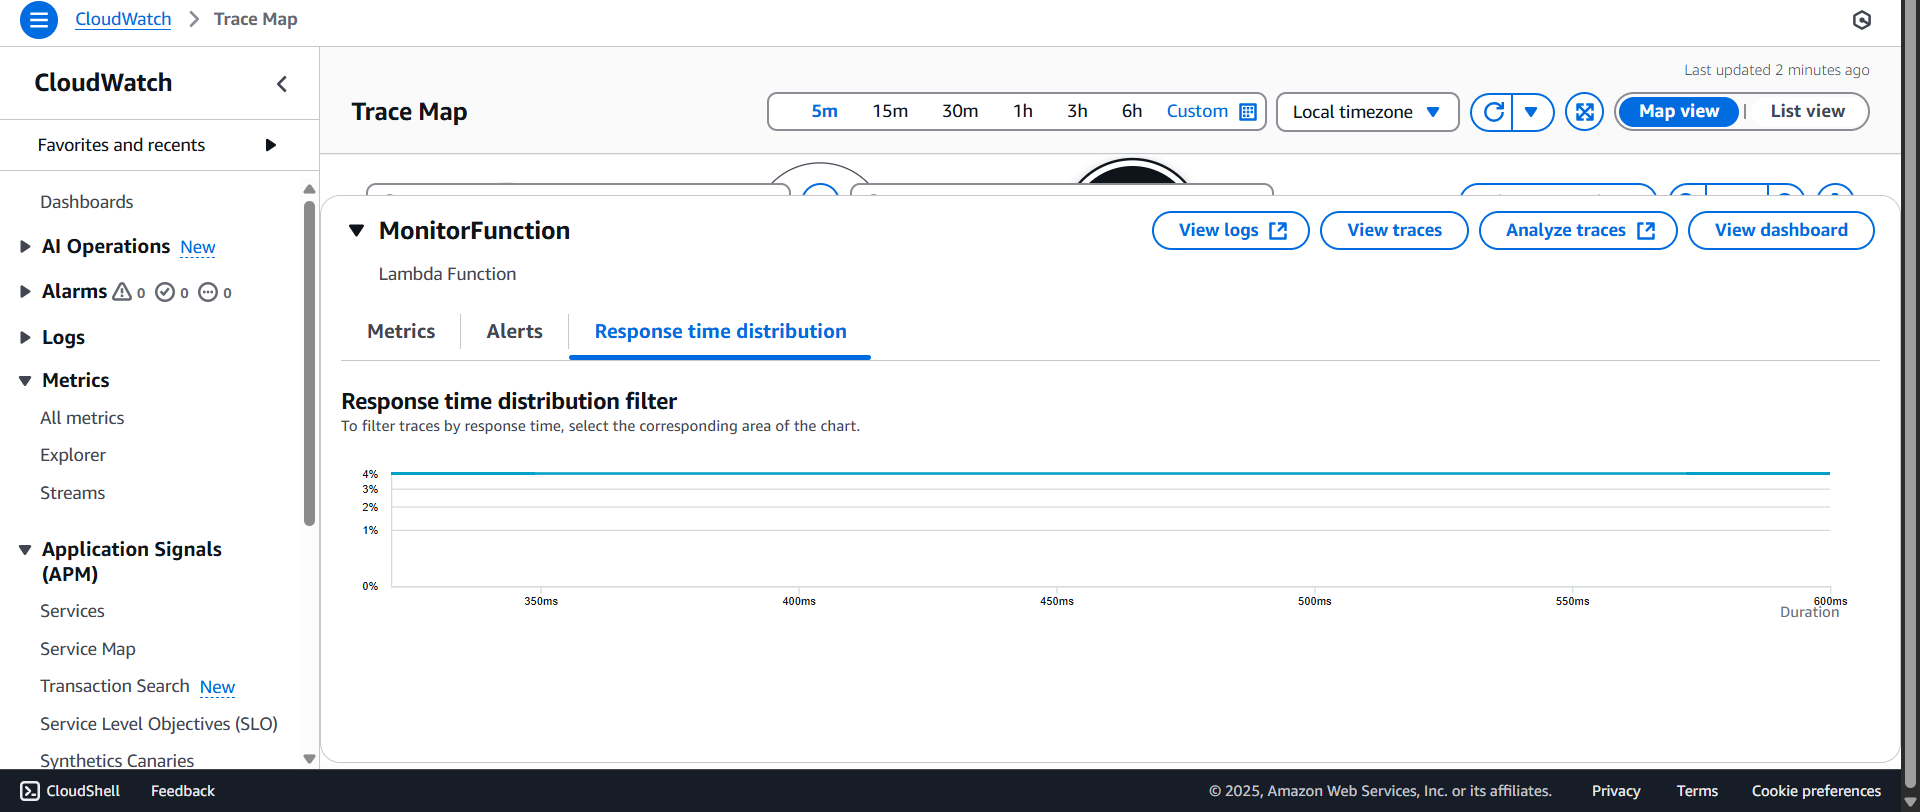 CloudWatch > Trace Map
CloudWatch
Favorites and recents
Dashboards
AI Operations New
Alarms 0 0 0
Logs
Metrics
All metrics
Explorer
Streams
Application Signals
(APM)
Services
Service Map
Transaction Search New
Service Level Objectives (SLO)
Synthetics Canaries
Last updated 2 minutes ago
Trace Map
5m 15m 30m 1h 3h 6h Custom
Local timezone
Map view | List view
MonitorFunction
Lambda Function
View logs
View traces
Analyze traces
View dashboard
Metrics
Alerts
Response time distribution
Response time distribution filter
To filter traces by response time, select the corresponding area of the chart.
4%
3%
2%
1%
0%
350ms 400ms 450ms 500ms 550ms 600ms
Duration
CloudShell Feedback © 2025, Amazon Web Services, Inc. or its affiliates. Privacy Terms Cookie preferences